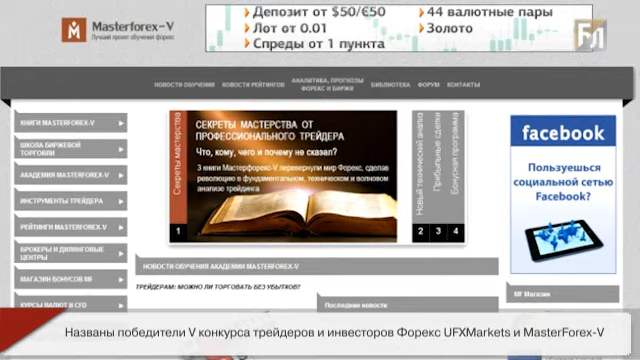 Masterforex-V
Лучший проект обучения форекс
Депозит от $50/€50
Лот от 0.01
Спреды от 1 пункта
44 валютные пары
Золото
FЛ
НОВОСТИ ОБУЧЕНИЯ
НОВОСТИ РЕЙТИНГОВ
АНАЛИТИКА, ПРОГНОЗЫ
ФОРЕКС И БИРЖИ
БИБЛИОТЕКА
ФОРУМ
КОНТАКТЫ
КНИГИ MASTERFOREX-V
ШКОЛА БИРЖЕВОЙ
ТОРГОВЛИ
АКАДЕМИЯ MASTERFOREX-V
ИНСТРУМЕНТЫ ТРЕЙДЕРА
РЕЙТИНГИ MASTERFOREX-V
БРОКЕРЫ И ДИЛИНГОВЫЕ
ЦЕНТРЫ
МАГАЗИН БОНУСОВ MF
КУРСЫ ВАЛЮТ И CFD
Секреты мастерства
1
СЕКРЕТЫ МАСТЕРСТВА ОТ
ПРОФЕССИОНАЛЬНОГО ТРЕЙДЕРА
Что, кому, чего и почему не сказал?
3 книги Мастерфорекс-V перевернули мир Форекс, сделав
революцию в фундаментальном, техническом и волновом
анализе трейдинга
Новый технический анализ
Прибыльные сделки
Бонусная программа
2 3 4
НОВОСТИ ОБУЧЕНИЯ АКАДЕМИИ MASTERFOREX-V
ТРЕЙДЕРАМ: МОЖНО ЛИ ТОРГОВАТЬ БЕЗ УБЫТКОВ?
Последние новости
facebook
Пользуешься
социальной сетью
Facebook?
MF Магазин
Названы победители V конкурса трейдеров и инвесторов Форекс UFXMarkets и MasterForex-V